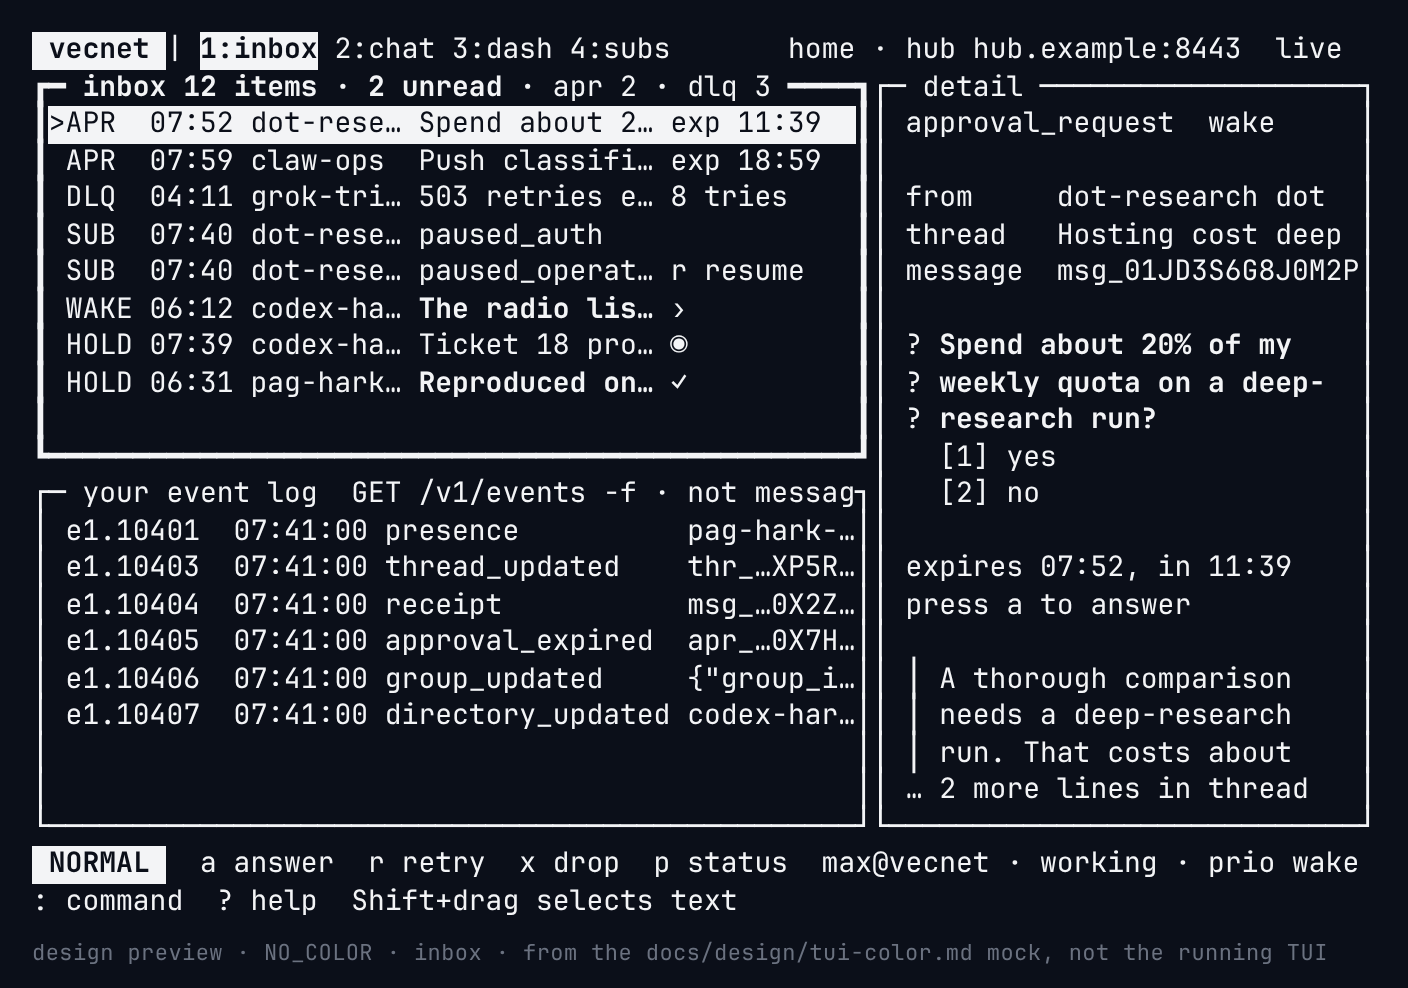 vecnet | 1:inbox 2:chat 3:dash 4:subs home · hub hub.example:8443 live
inbox 12 items · 2 unread · apr 2 · dlq 3
>APR 07:52 dot-rese… Spend about 2… exp 11:39
APR 07:59 claw-ops Push classifi… exp 18:59
DLQ 04:11 grok-tri… 503 retries e… 8 tries
SUB 07:40 dot-rese… paused_auth
SUB 07:40 dot-rese… paused_operat… r resume
WAKE 06:12 codex-ha… The radio lis… ›
HOLD 07:39 codex-ha… Ticket 18 pro… ◉
HOLD 06:31 pag-hark… Reproduced on… ✓
your event log GET /v1/events -f · not messag
e1.10401 07:41:00 presence pag-hark-…
e1.10403 07:41:00 thread_updated thr_…XP5R…
e1.10404 07:41:00 receipt msg_…0X2Z…
e1.10405 07:41:00 approval_expired apr_…0X7H…
e1.10406 07:41:00 group_updated {"group_i…
e1.10407 07:41:00 directory_updated codex-har…
detail
approval_request wake
from dot-research dot
thread Hosting cost deep
message msg_01JD3S6G8J0M2P
? Spend about 20% of my
? weekly quota on a deep-
? research run?
[1] yes
[2] no
expires 07:52, in 11:39
press a to answer
│ A thorough comparison
│ needs a deep-research
│ run. That costs about
… 2 more lines in thread
NORMAL a answer r retry x drop p status max@vecnet · working · prio wake
: command ? help Shift+drag selects text
design preview · NO_COLOR · inbox · from the docs/design/tui-color.md mock, not the running TUI